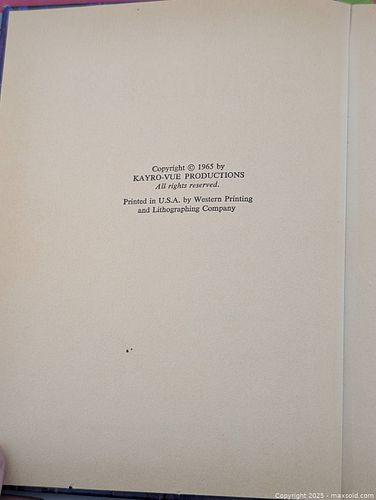 Copyright © 1965 by
KAYRO-VUE PRODUCTIONS
All rights reserved.
Printed in U.S.A. by Western Printing
and Lithographing Company
Copyright 2025 - maxsold.com